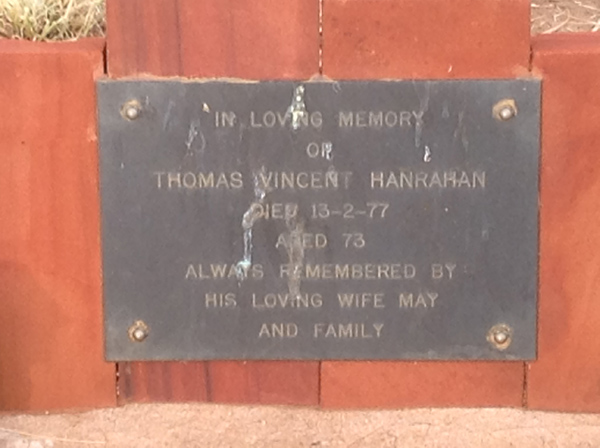 IN LOVING MEMORY
OF
THOMAS VINCENT HANRAHAN
DIED 13-2-77
AGED 73
ALWAYS REMEMBERED BY
HIS LOVING WIFE MAY
AND FAMILY